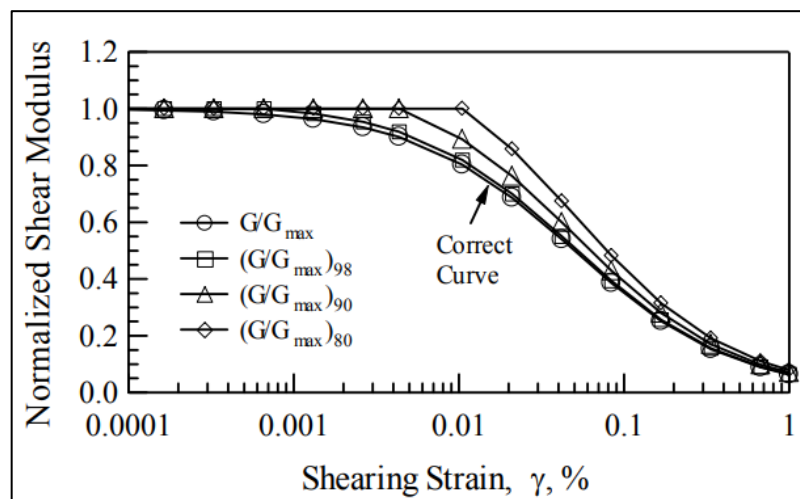 Normalized Shear Modulus
1.2
1.0
0.8
0.6
0.4
0.2
0.0
G/Gmax
(G/Gmax)98
(G/Gmax)90
(G/Gmax)80
Correct
Curve
0.0001
0.001
0.01
0.1
1
Shearing Strain, γ, %